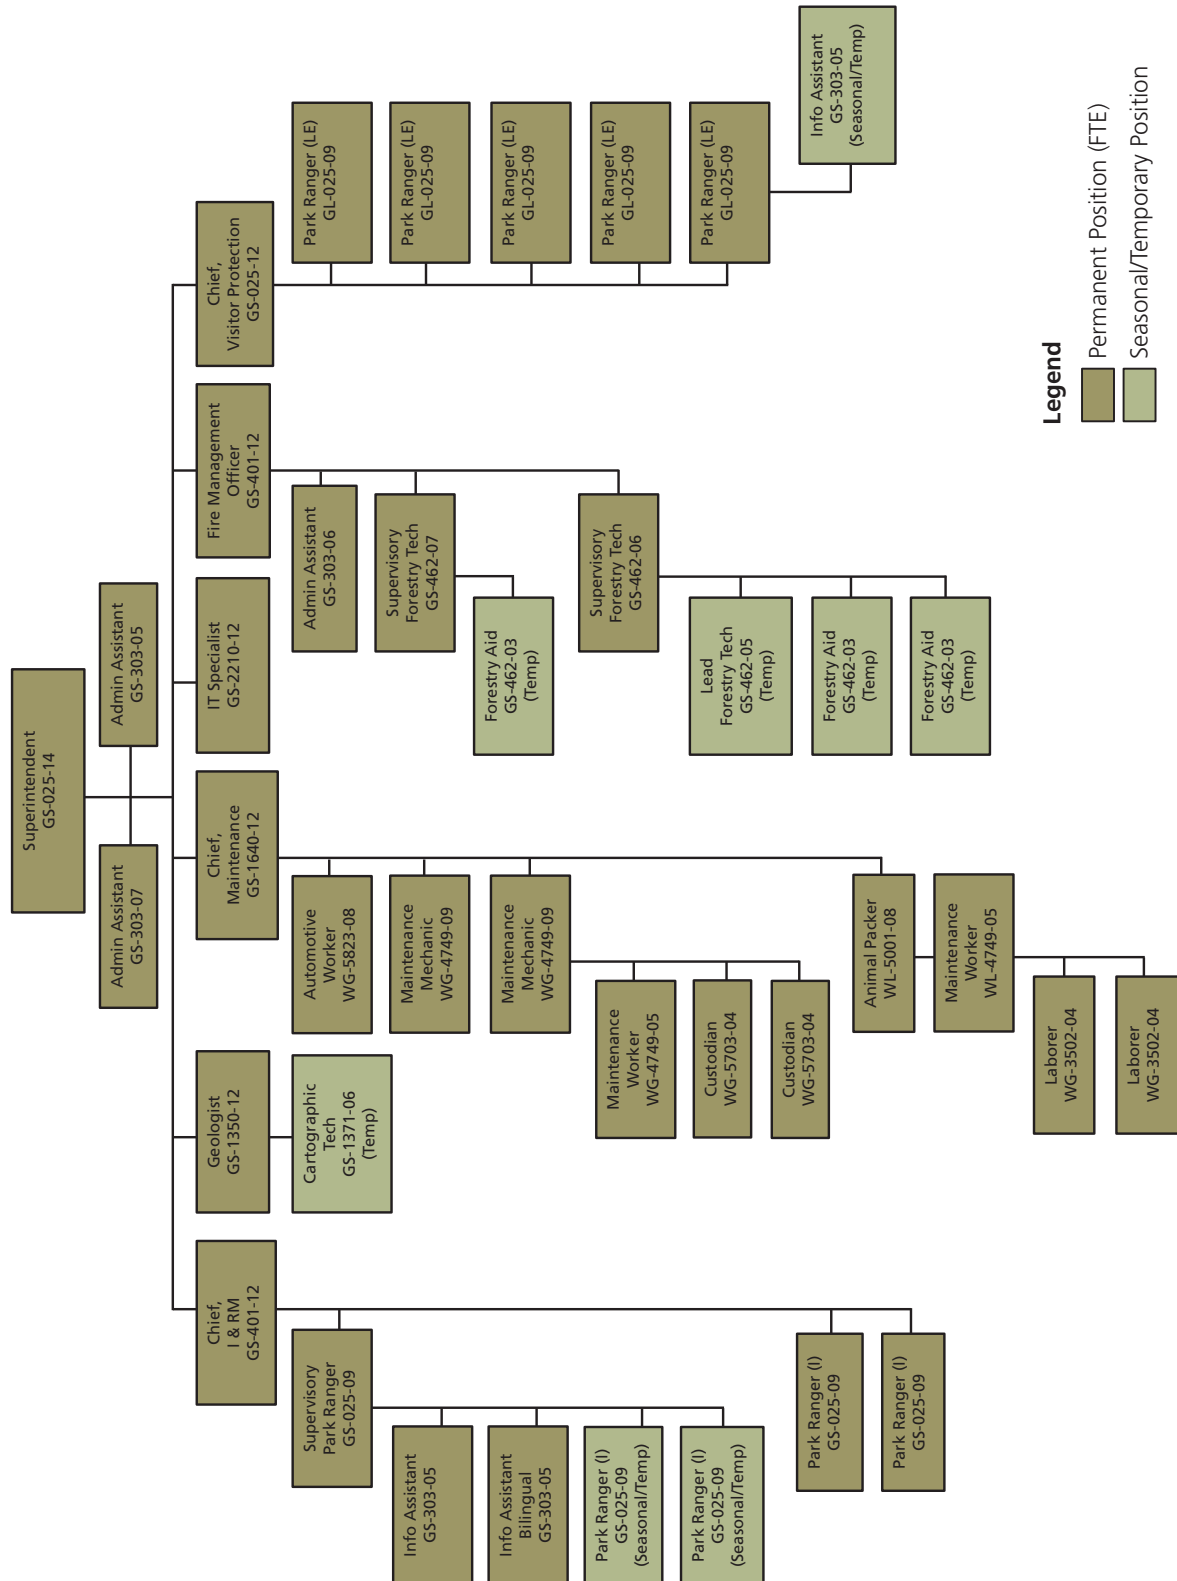 Superintendent
GS-025-14
Admin Assistant
GS-303-07
Admin Assistant
GS-303-05
Chief,
I & RM
GS-401-12
Geologist
GS-1350-12
Chief,
Maintenance
GS-1640-12
IT Specialist
GS-2210-12
Fire Management
Officer
GS-401-12
Chief,
Visitor Protection
GS-025-12
Supervisory
Park Ranger
GS-025-09
Info Assistant
GS-303-05
Info Assistant
Bilingual
GS-303-05
Park Ranger (I)
GS-025-09
(Seasonal/Temp)
Park Ranger (I)
GS-025-09
(Seasonal/Temp)
Park Ranger (I)
GS-025-09
Park Ranger (I)
GS-025-09
Cartographic
Tech
GS-1371-06
(Temp)
Automotive
Worker
WG-5823-08
Maintenance
Mechanic
WG-4749-09
Maintenance
Mechanic
WG-4749-09
Maintenance
Worker
WG-4749-05
Custodian
WG-5703-04
Custodian
WG-5703-04
Animal Packer
WL-5001-08
Maintenance
Worker
WL-4749-05
Laborer
WG-3502-04
Laborer
WG-3502-04
Admin Assistant
GS-303-06
Supervisory
Forestry Tech
GS-462-07
Forestry Aid
GS-462-03
(Temp)
Supervisory
Forestry Tech
GS-462-06
Lead
Forestry Tech
GS-462-05
(Temp)
Forestry Aid
GS-462-03
(Temp)
Forestry Aid
GS-462-03
(Temp)
Park Ranger (LE)
GL-025-09
Park Ranger (LE)
GL-025-09
Park Ranger (LE)
GL-025-09
Park Ranger (LE)
GL-025-09
Park Ranger (LE)
GL-025-09
Info Assistant
GS-303-05
(Seasonal/Temp)
Legend
Permanent Position (FTE)
Seasonal/Temporary Position